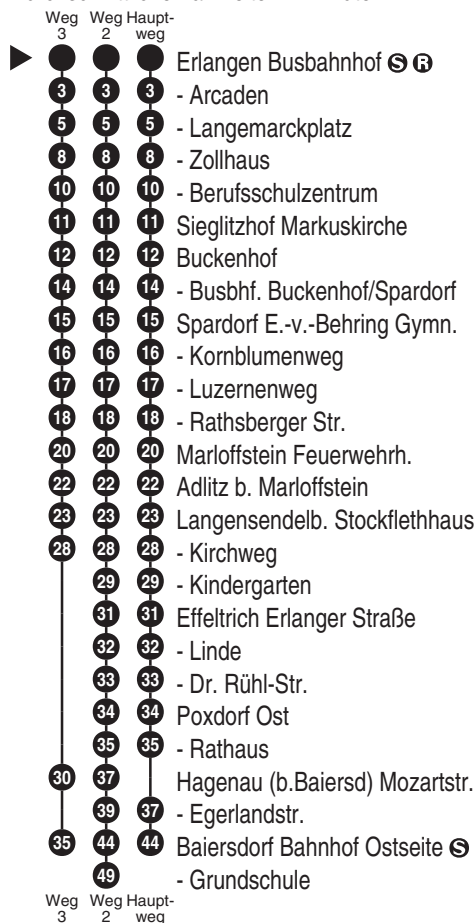 Weg Weg Haupt-
3 2 weg
Erlangen Busbahnhof S R
3 3 3 - Arcaden
5 5 5 - Langemarckplatz
8 8 8 - Zollhaus
10 10 10 - Berufsschulzentrum
11 11 11 Sieglitzhof Markuskirche
12 12 12 Buckenhof
14 14 14 - Busbhf. Buckenhof/Spardorf
15 15 15 Spardorf E.-v.-Behring Gymn.
16 16 16 - Kornblumenweg
17 17 17 - Luzernenweg
18 18 18 - Rathsberger Str.
20 20 20 Marloffstein Feuerwehrh.
22 22 22 Adlitz b. Marloffstein
23 23 23 Langensendelb. Stockflethhaus
28 28 28 - Kirchweg
29 29 - Kindergarten
31 31 Effeltrich Erlanger Straße
32 32 - Linde
33 33 - Dr. Rühl-Str.
34 34 Poxdorf Ost
35 35 - Rathaus
30 37 Hagenau (b.Baiersd) Mozartstr.
39 37 - Egerlandstr.
35 44 44 Baiersdorf Bahnhof Ostseite S
49 - Grundschule
Weg Weg Haupt-
3 2 weg